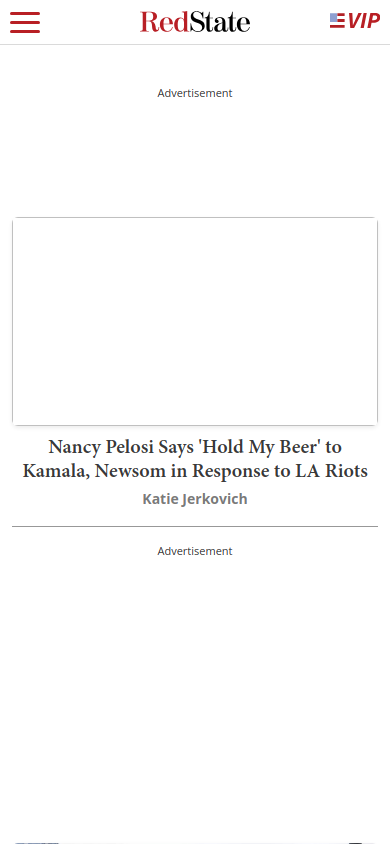 RedState
VIP
Advertisement
Nancy Pelosi Says 'Hold My Beer' to
Kamala, Newsom in Response to LA Riots
Katie Jerkovich
Advertisement